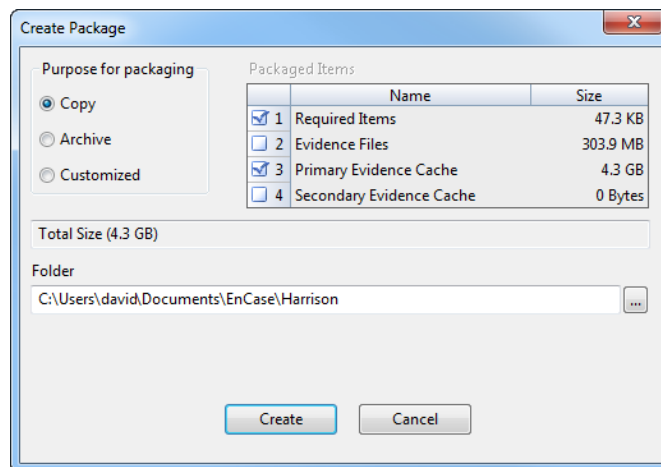 Create Package
Purpose for packaging
Copy
Archive
Customized
Packaged Items
Name Size
1 Required Items 47.3 KB
2 Evidence Files 303.9 MB
3 Primary Evidence Cache 4.3 GB
4 Secondary Evidence Cache 0 Bytes
Total Size (4.3 GB)
Folder
C:\Users\david\Documents\EnCase\Harrison
...
Create Cancel